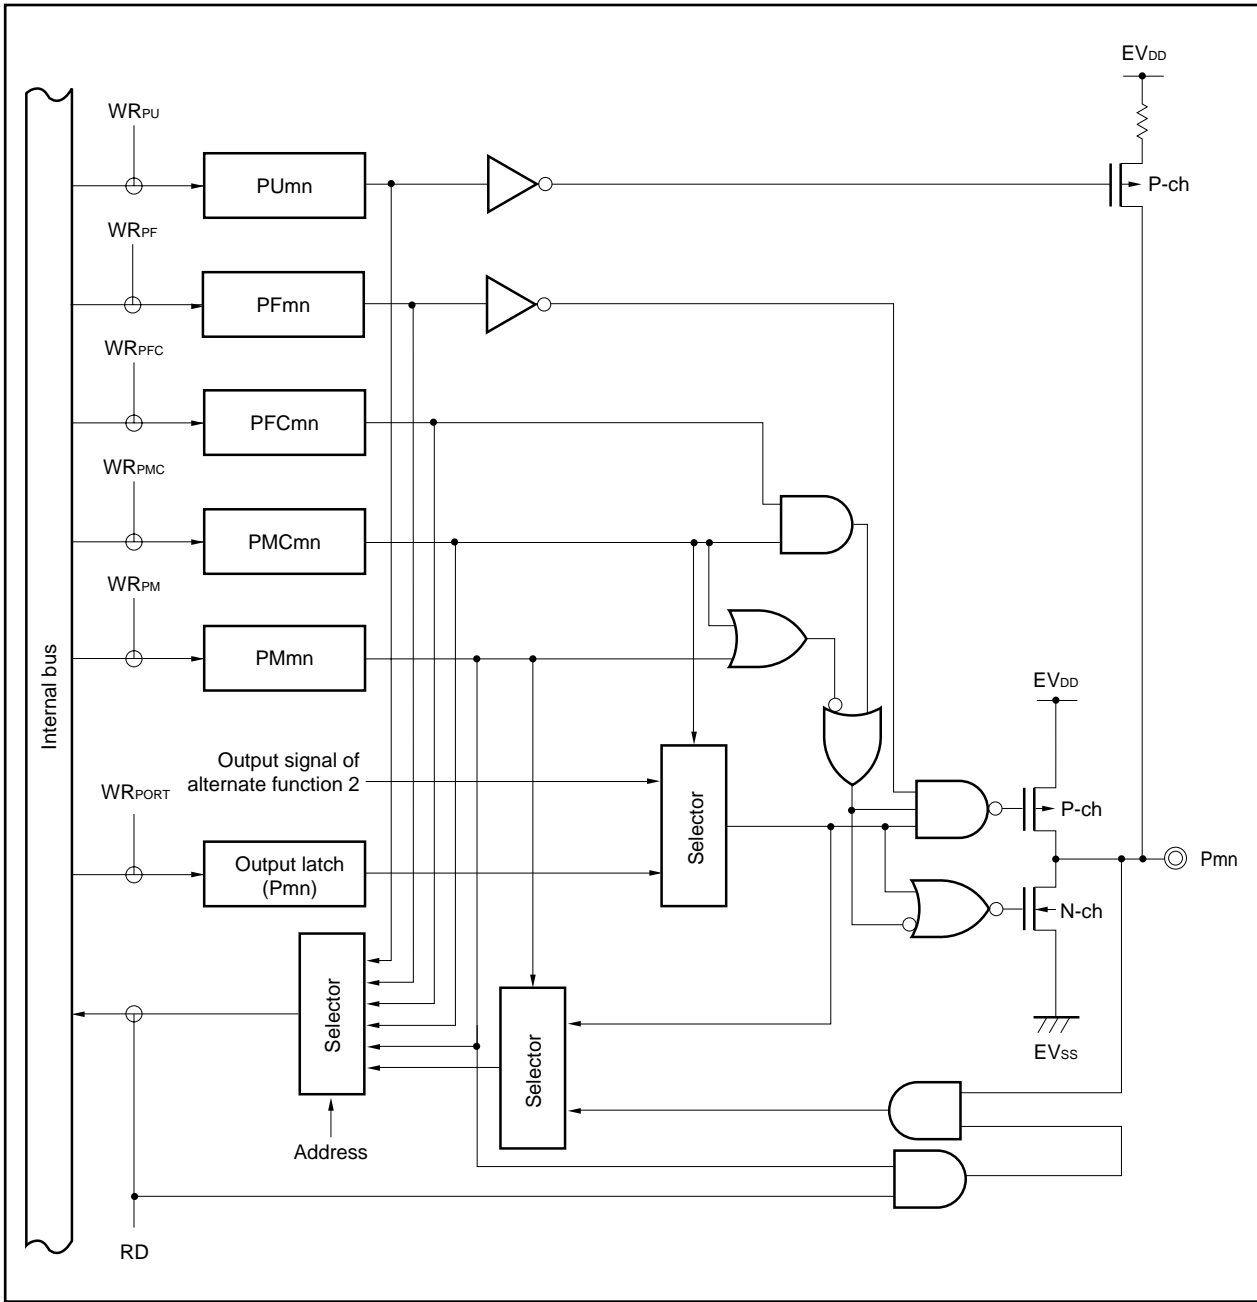 EVDD
WRPU
PUmn
P-ch
WRPF
PFmn
WRPFC
PFCmn
WRPMC
PMCmn
WRPM
PMmn
Internal bus
EVDD
Output signal of
alternate function 2
WRPORT
Selector
P-ch
Output latch
(Pmn)
Pmn
N-ch
Selector
Selector
EVSS
Address
RD